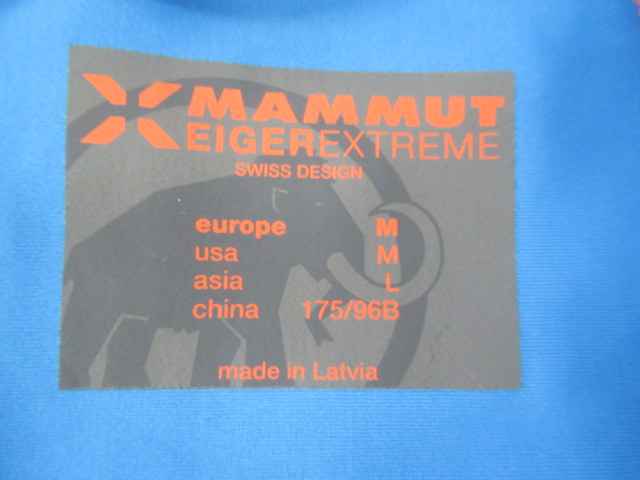 MAMMUT
EIGEREXTREME
SWISS DESIGN
europe M
usa M
asia L
china 175/96B
made in Latvia